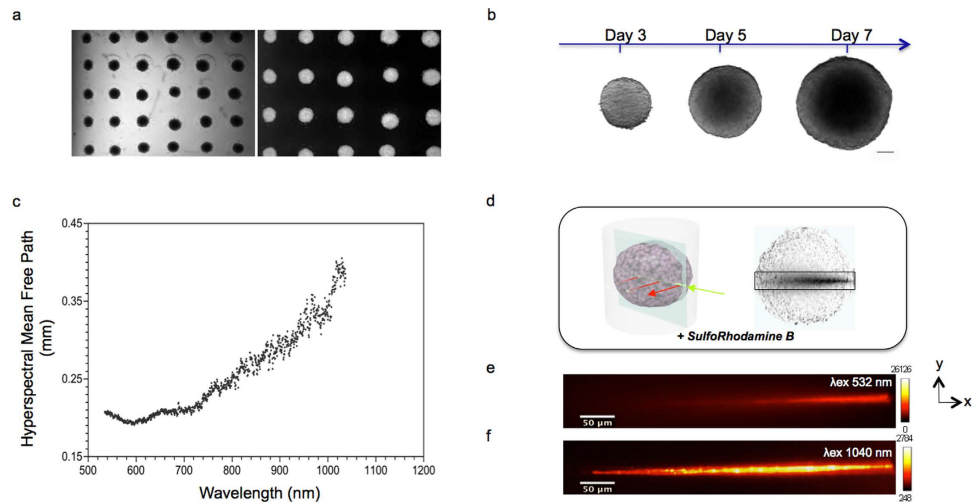 a
b
Day 3 Day 5 Day 7
c
0.45
0.35
0.25
0.15
Hyperspectral Mean Free Path
(mm)
500 600 700 800 900 1000 1100 1200
Wavelength (nm)
d
+ SulfoRhodamine B
e
λex 532 nm
50 µm
26126
0
y
x
f
λex 1040 nm
50 µm
2784
248